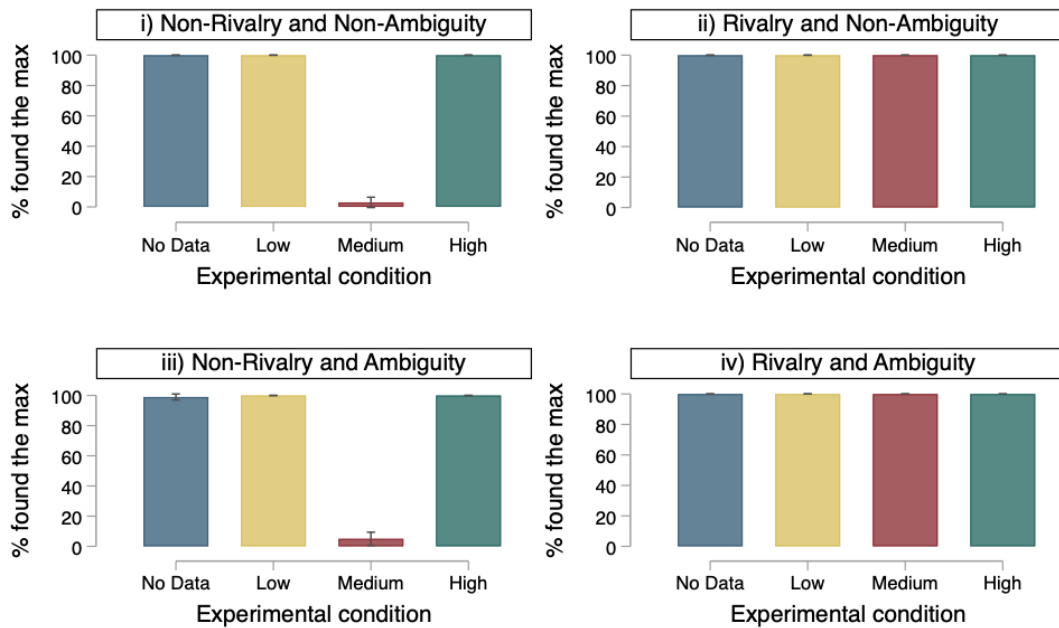 i) Non-Rivalry and Non-Ambiguity
% found the max
100
80
60
40
20
0
No Data Low Medium High
Experimental condition
ii) Rivalry and Non-Ambiguity
% found the max
100
80
60
40
20
0
No Data Low Medium High
Experimental condition
iii) Non-Rivalry and Ambiguity
% found the max
100
80
60
40
20
0
No Data Low Medium High
Experimental condition
iv) Rivalry and Ambiguity
% found the max
100
80
60
40
20
0
No Data Low Medium High
Experimental condition